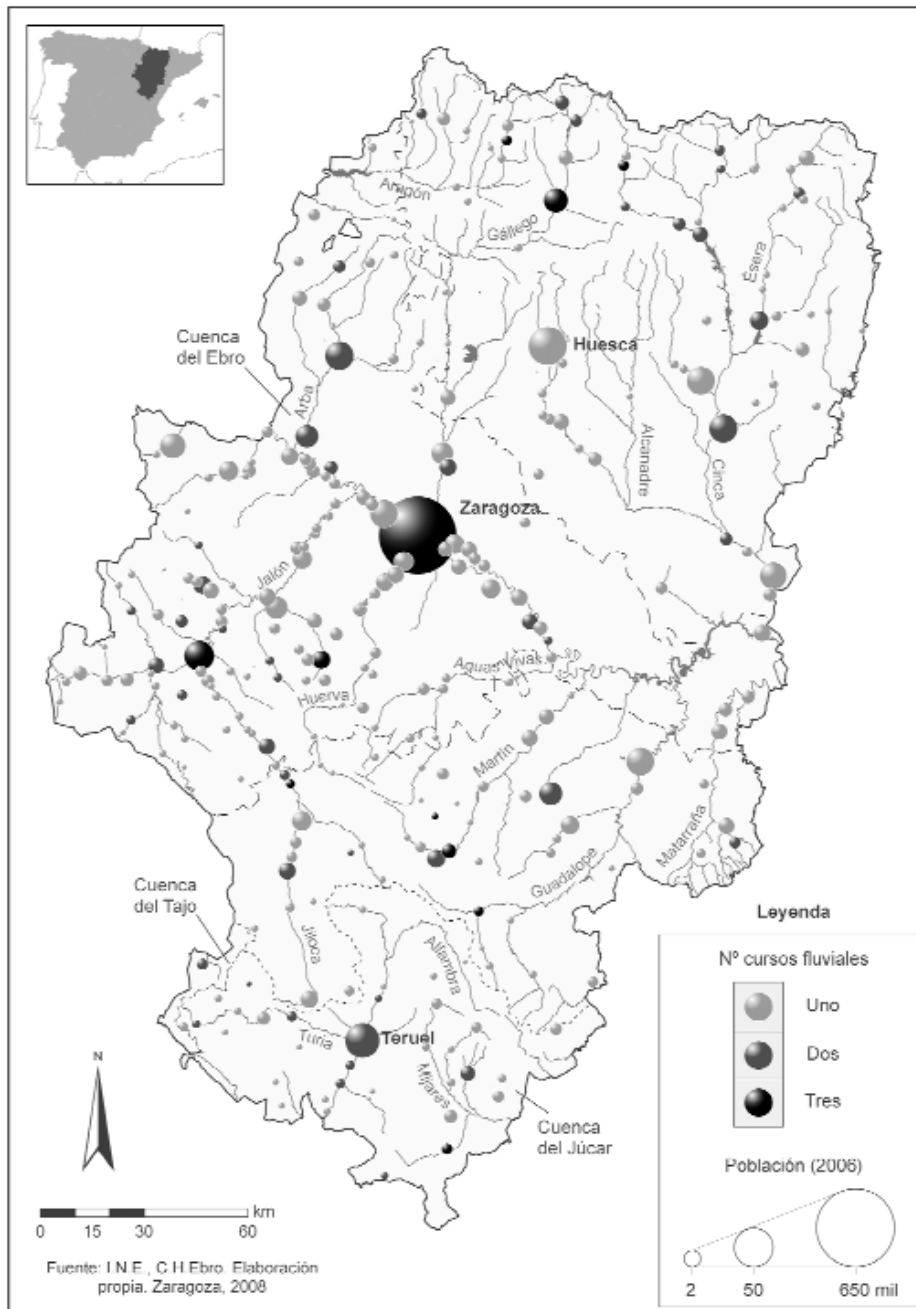 Aragón
Gállego
Ésera
Cuenca
del Ebro
Huesca
Arba
Alcanadre
Cinca
Zaragoza
Jalón
Aguas Vivas
Huerva
Martín
Matarraña
Guadalope
Cuenca
del Tajo
Jiloca
Alfambra
Turia
Teruel
Mijares
Cuenca
del Júcar
Leyenda
Nº cursos fluviales
Uno
Dos
Tres
Población (2006)
2 50 650 mil
N
km
0 15 30 60
Fuente: I.N.E., C.H.Ebro. Elaboración
propia. Zaragoza, 2008